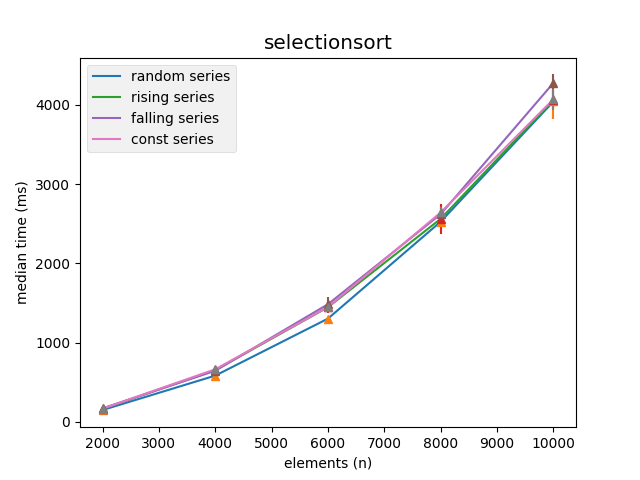 selectionsort
random series
rising series
falling series
const series
median time (ms)
4000
3000
2000
1000
0
2000 3000 4000 5000 6000 7000 8000 9000 10000
elements (n)